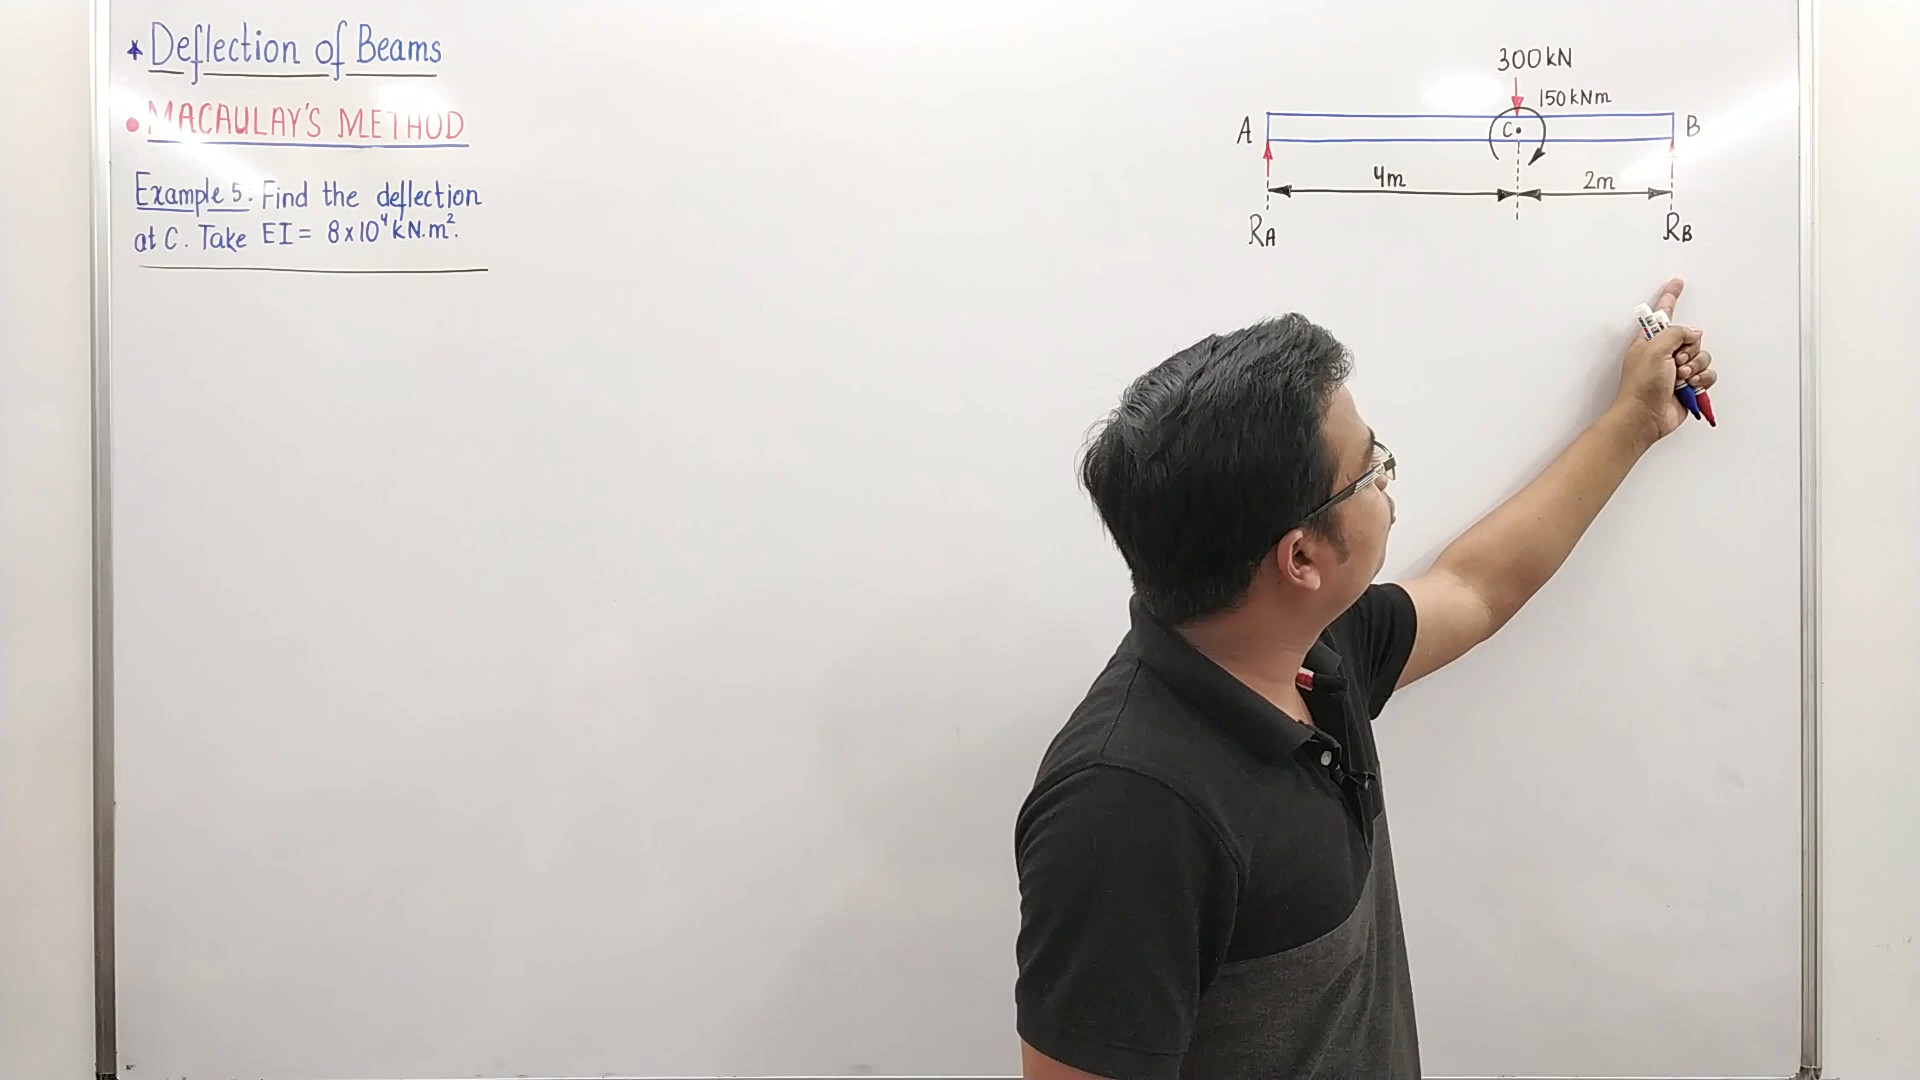 * Deflection of Beams
• MACAULAY'S METHOD
Example 5. Find the deflection
at C. Take EI = 8x10⁴ kN.m².
300 kN
150 kNm
A
C
B
4m
2m
RA
RB